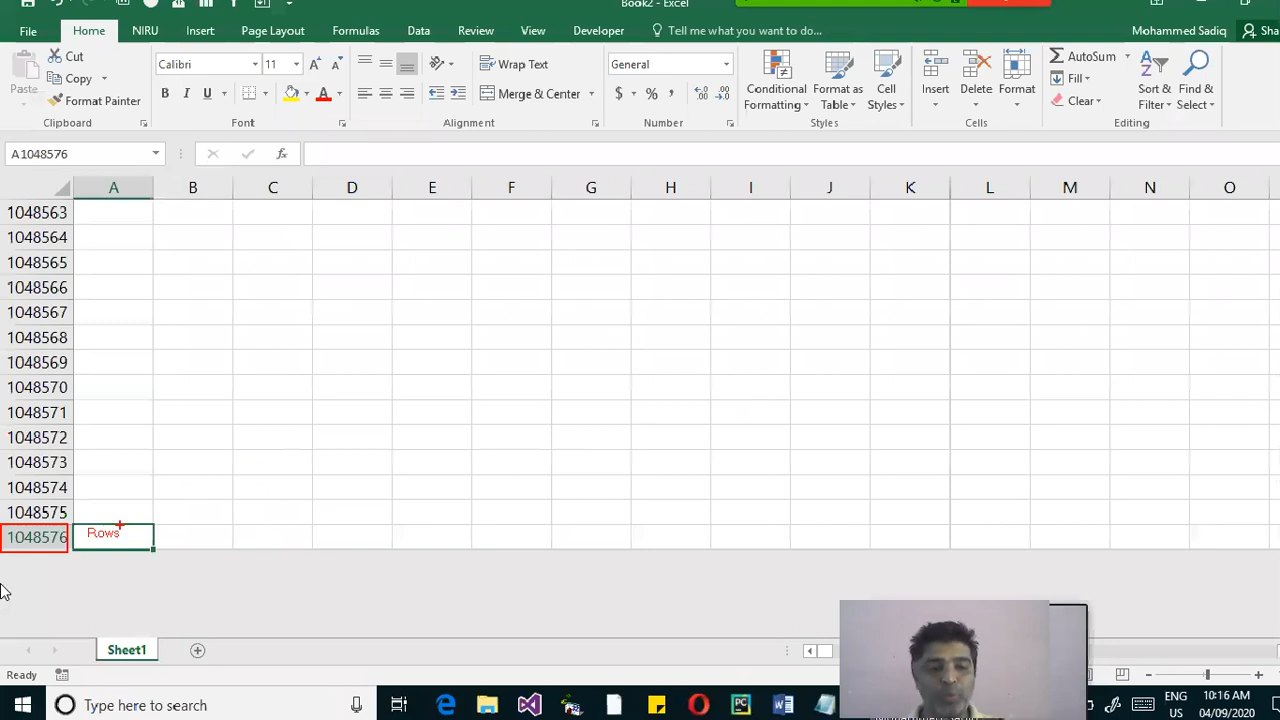 Book2 - Excel
File Home NIRU Insert Page Layout Formulas Data Review View Developer Tell me what you want to do... Mohammed Sadiq
Cut Calibri 11 Wrap Text General AutoSum
Paste Copy Conditional Formatting Format as Table Cell Styles Insert Delete Format Fill Sort & Filter Find & Select
Format Painter B I U A Merge & Center $ % Clear
Clipboard Font Alignment Number Styles Cells Editing
A1048576 fx
A B C D E F G H I J K L M N O
1048563
1048564
1048565
1048566
1048567
1048568
1048569
1048570
1048571
1048572
1048573
1048574
1048575
1048576 Rows
Sheet1
Ready
Type here to search PC W ENG 10:16 AM
US 04/09/2020